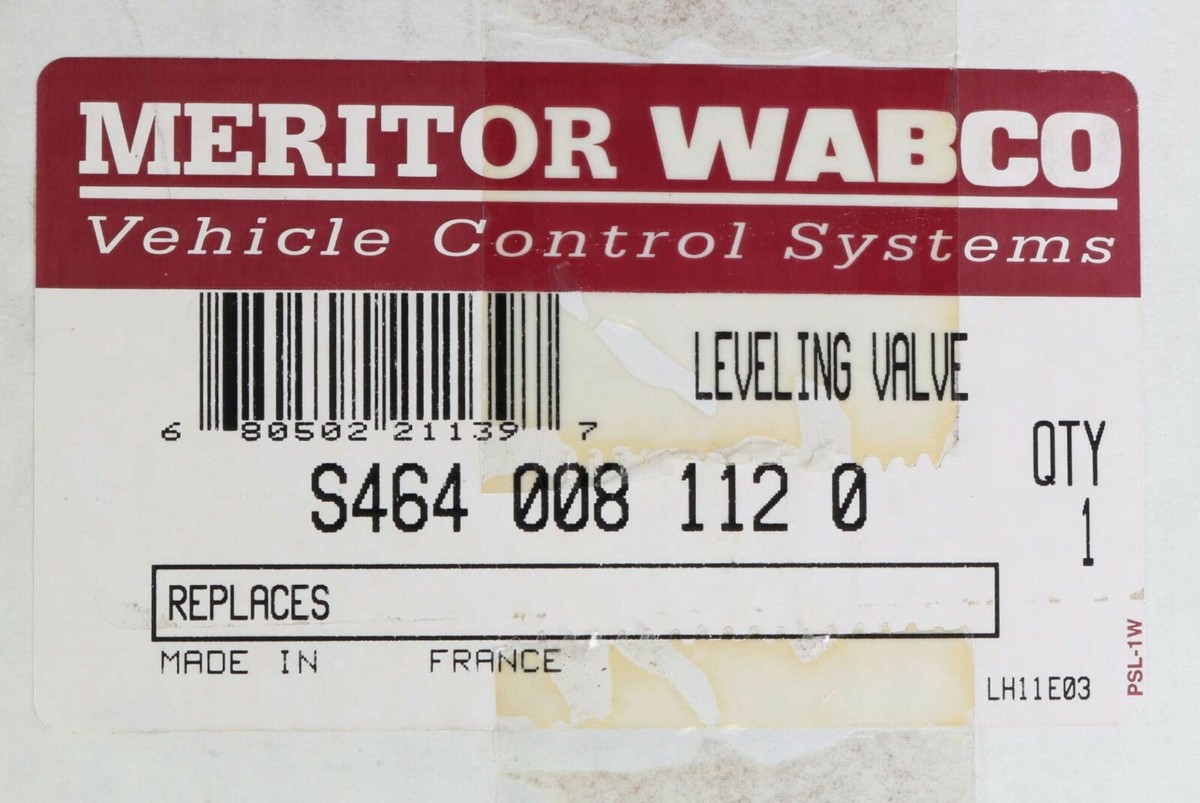 MERITOR WABCO
Vehicle Control Systems
LEVELING VALVE
6 80502 21139 7
QTY
1
S464 008 112 0
REPLACES
MADE IN FRANCE
LH11E03
PSL-1W